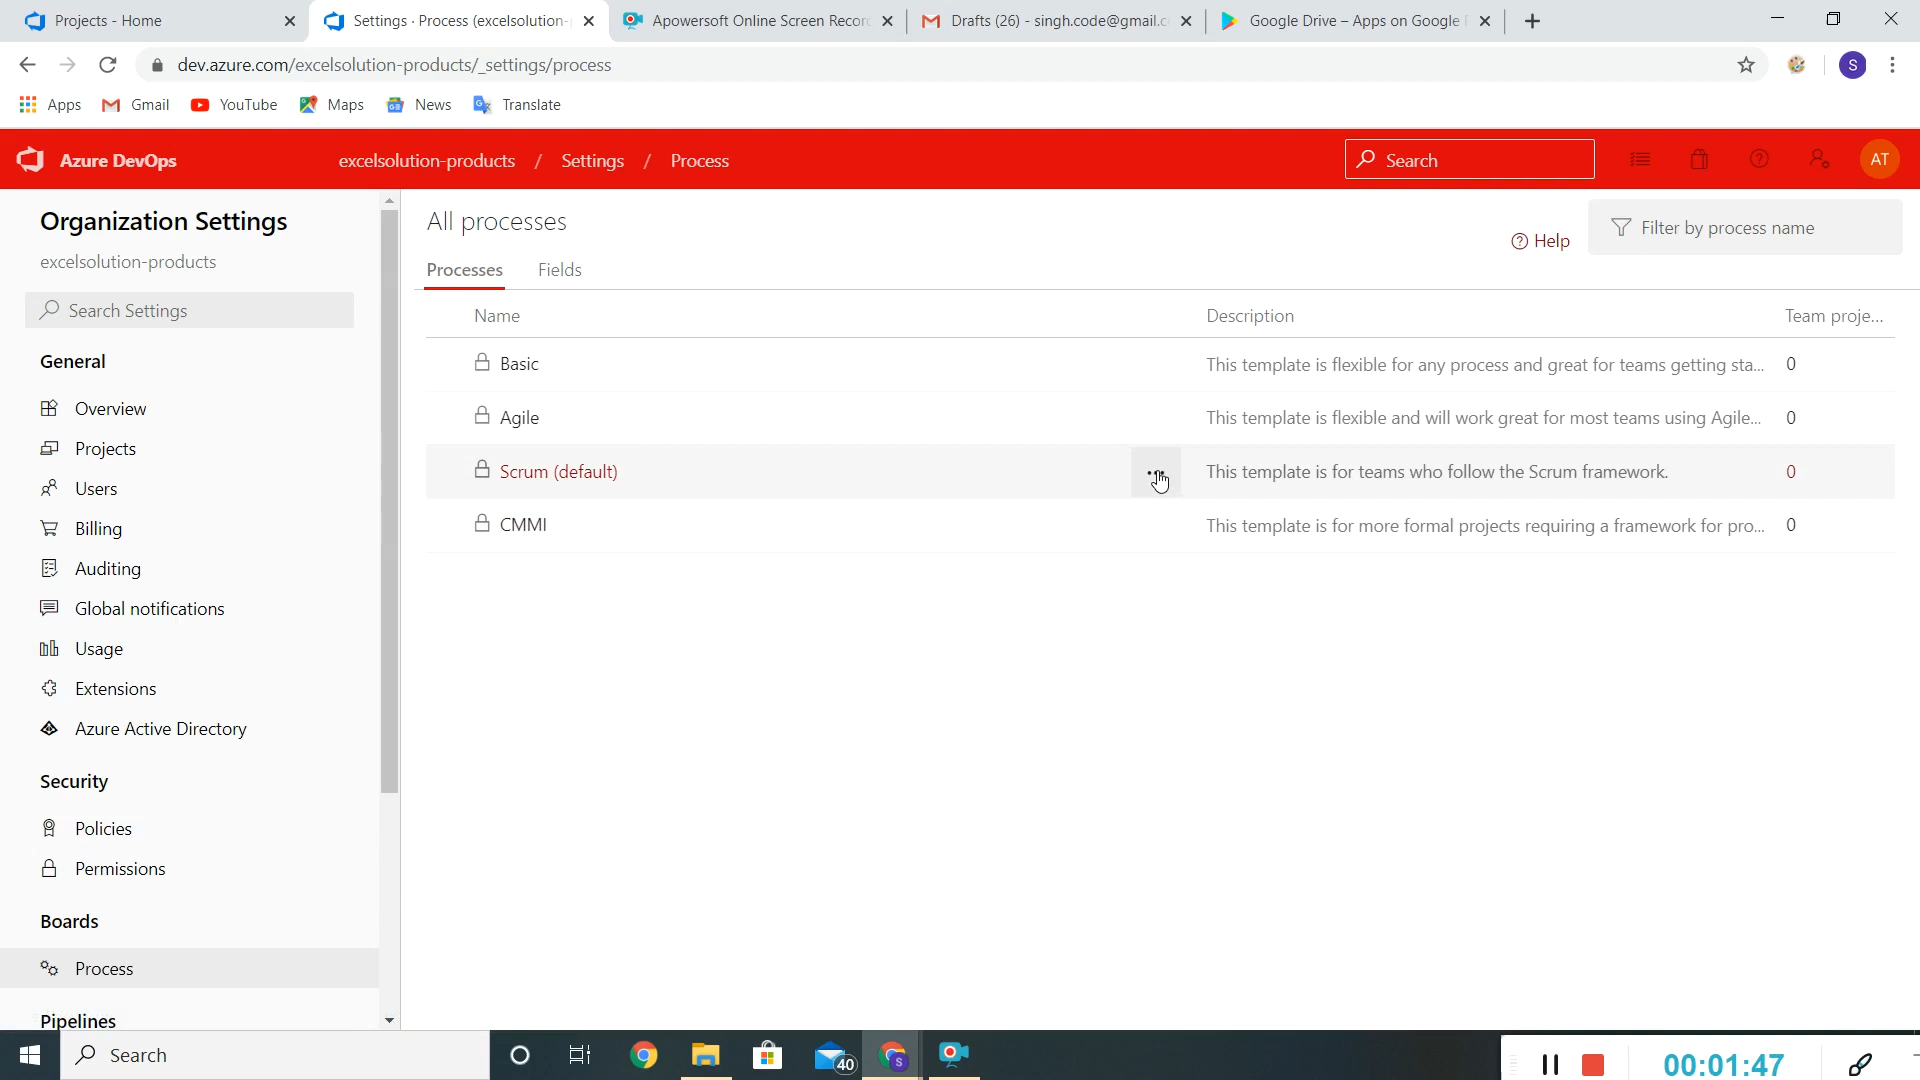 Projects - Home
Settings · Process (excelsolution-
Apowersoft Online Screen Recor
Drafts (26) - singh.code@gmail.c
Google Drive – Apps on Google
dev.azure.com/excelsolution-products/_settings/process
S
Apps
Gmail
YouTube
Maps
News
Translate
Azure DevOps
excelsolution-products / Settings / Process
Search
AT
Organization Settings
excelsolution-products
Search Settings
General
Overview
Projects
Users
Billing
Auditing
Global notifications
Usage
Extensions
Azure Active Directory
Security
Policies
Permissions
Boards
Process
Pipelines
All processes
Help
Filter by process name
Processes
Fields
Name Description Team proje...
Basic This template is flexible for any process and great for teams getting sta... 0
Agile This template is flexible and will work great for most teams using Agile... 0
Scrum (default) ... This template is for teams who follow the Scrum framework. 0
CMMI This template is for more formal projects requiring a framework for pro... 0
Search
40
S
00:01:47